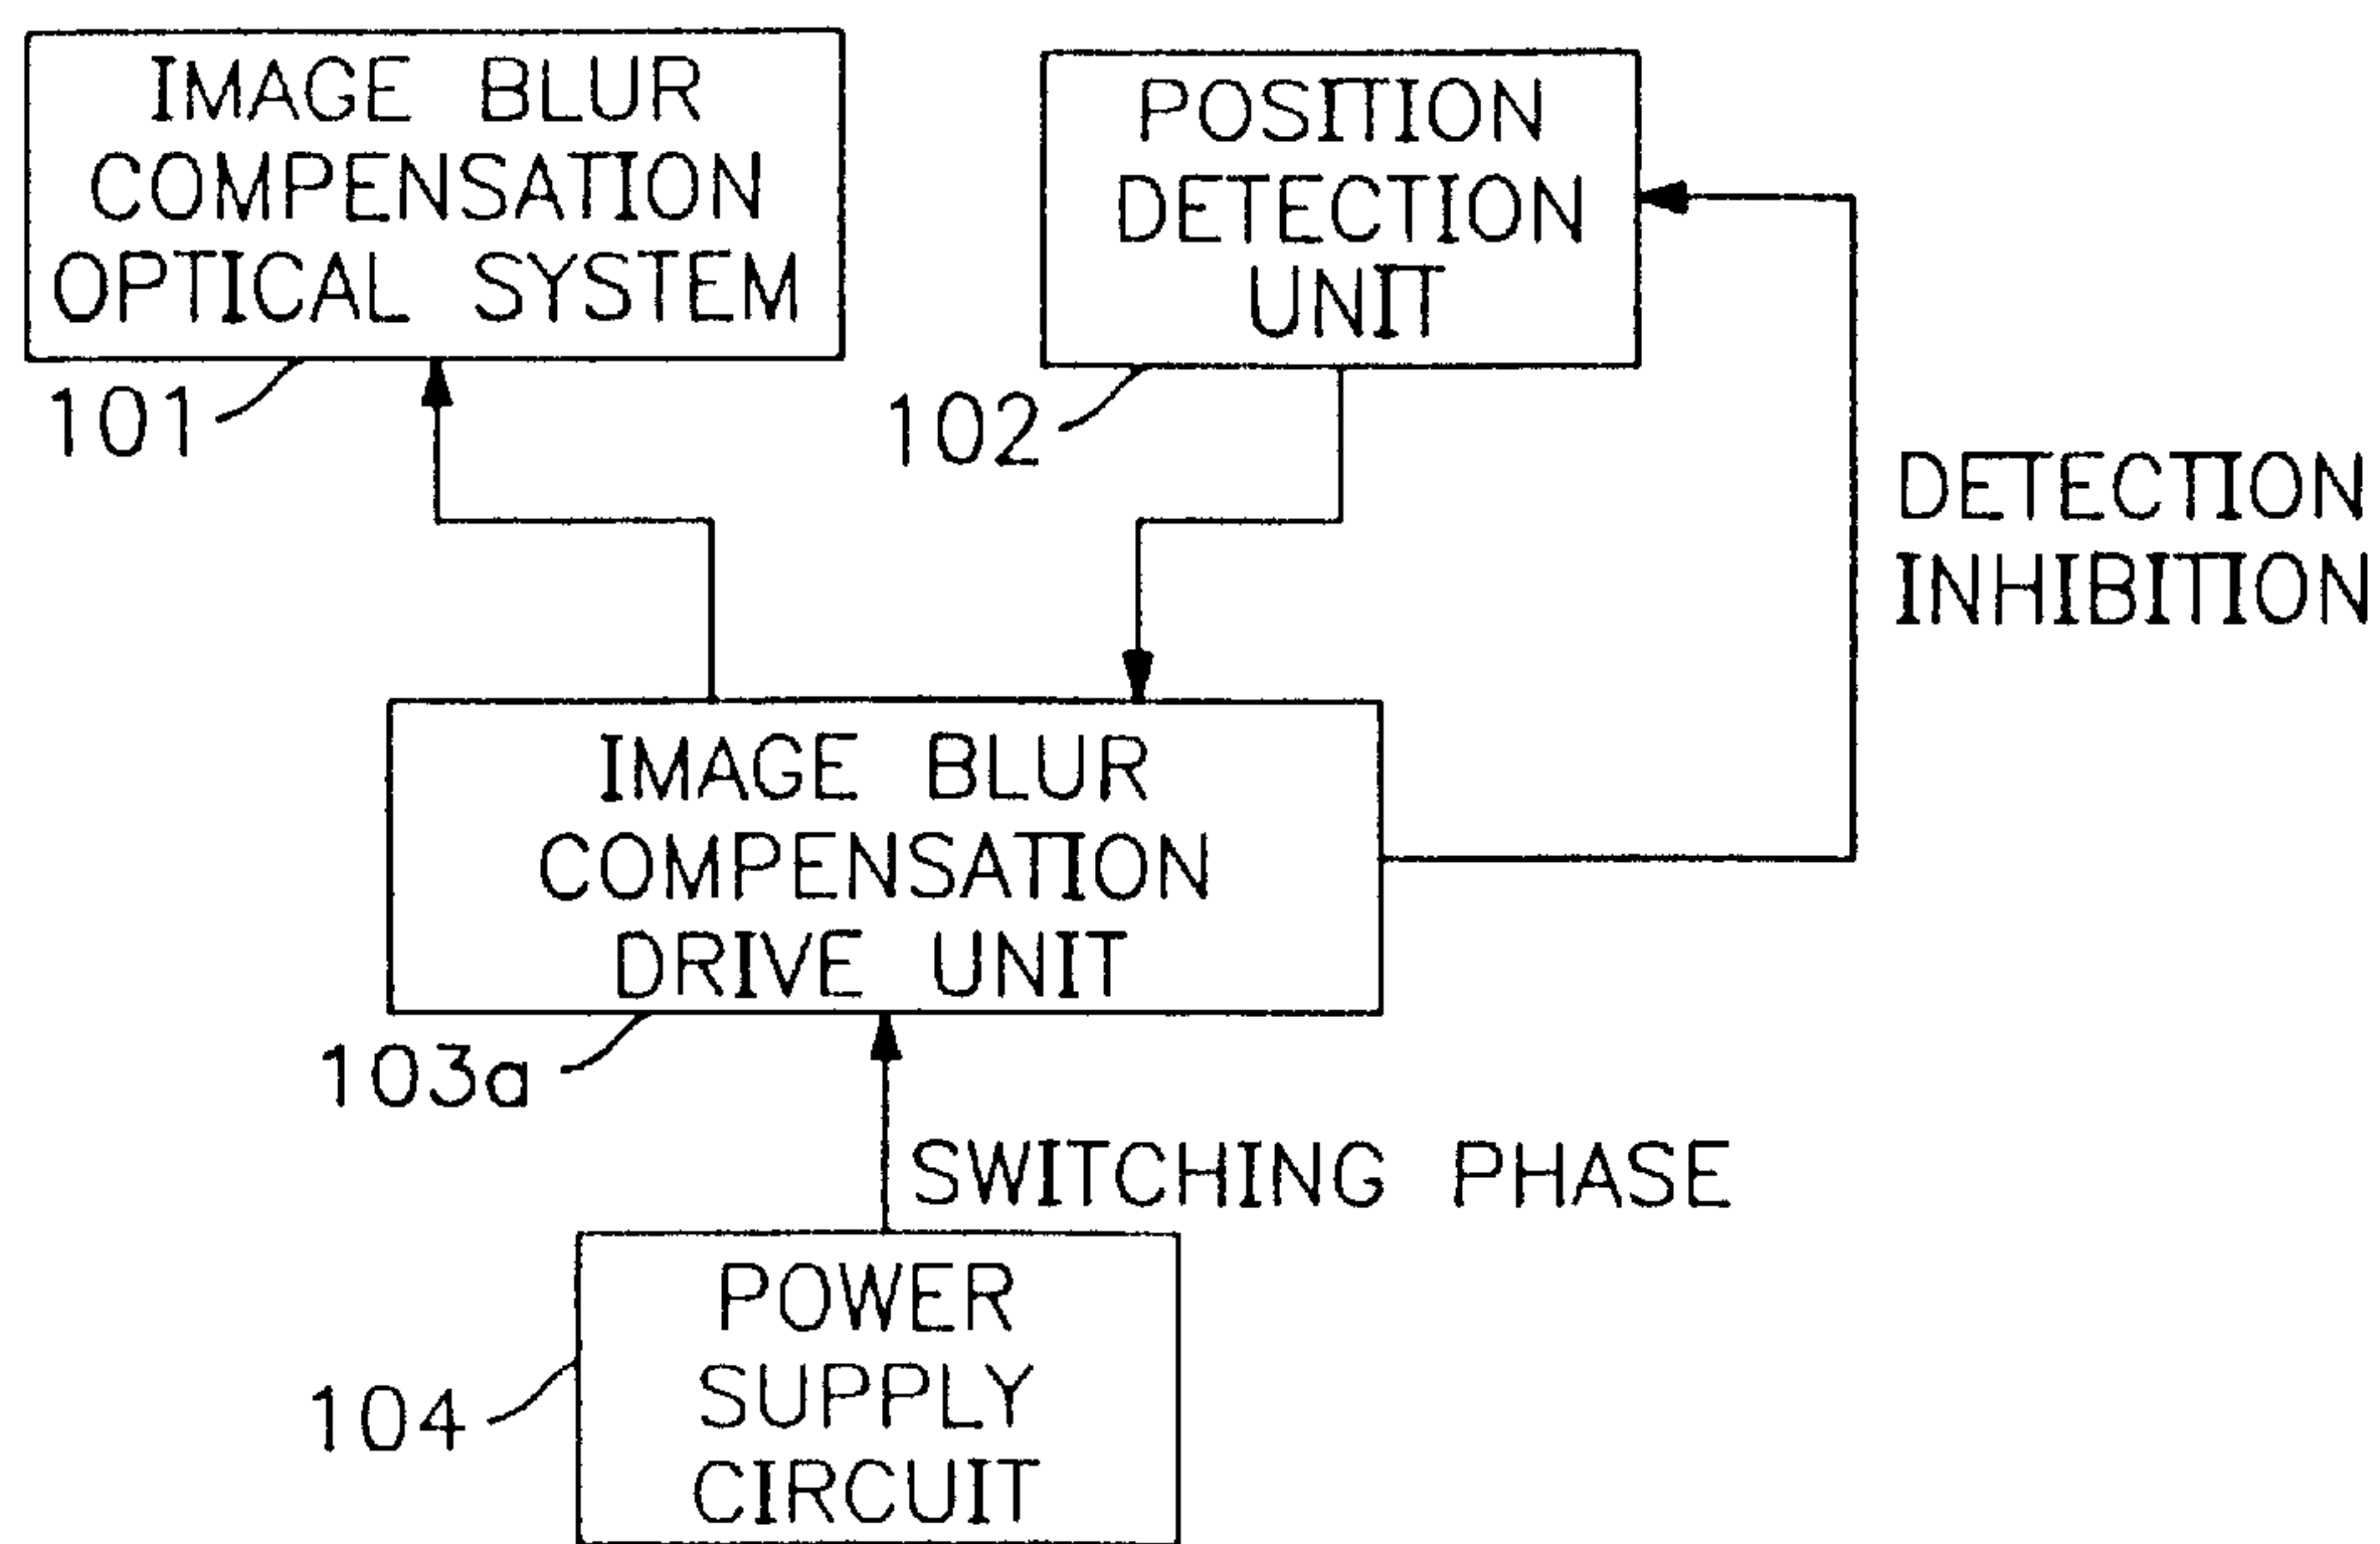 IMAGE BLUR
COMPENSATION
OPTICAL SYSTEM
101
POSITION
DETECTION
UNIT
102
DETECTION
INHIBITION
IMAGE BLUR
COMPENSATION
DRIVE UNIT
103a
SWITCHING PHASE
POWER
SUPPLY
CIRCUIT
104